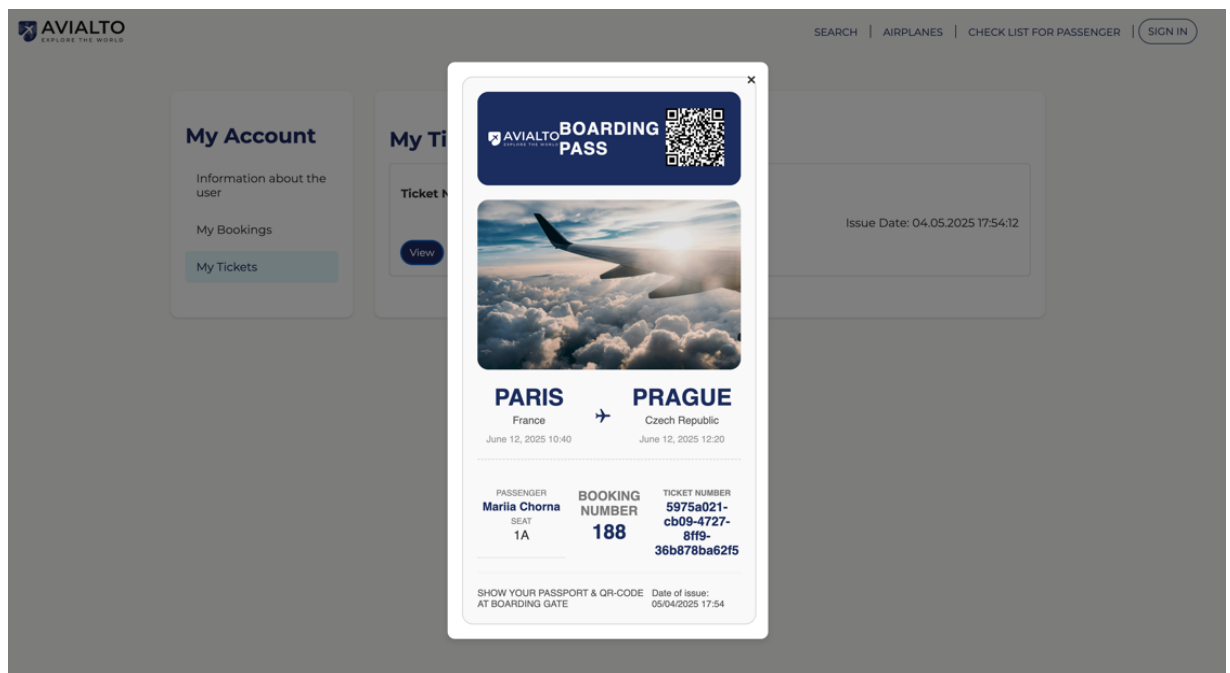 AVIALTO
EXPLORE THE WORLD
SEARCH | AIRPLANES | CHECK LIST FOR PASSENGER | SIGN IN
My Account
Information about the
user
My Bookings
My Tickets
My Ti
Ticket N
View
Issue Date: 04.05.2025 17:54:12
×
AVIALTO
EXPLORE THE WORLD
BOARDING
PASS
PARIS
France
June 12, 2025 10:40
PRAGUE
Czech Republic
June 12, 2025 12:20
PASSENGER
Mariia Chorna
SEAT
1A
BOOKING
NUMBER
188
TICKET NUMBER
5975a021-
cb09-4727-
8ff9-
36b878ba62f5
SHOW YOUR PASSPORT & QR-CODE
AT BOARDING GATE
Date of issue:
05/04/2025 17:54